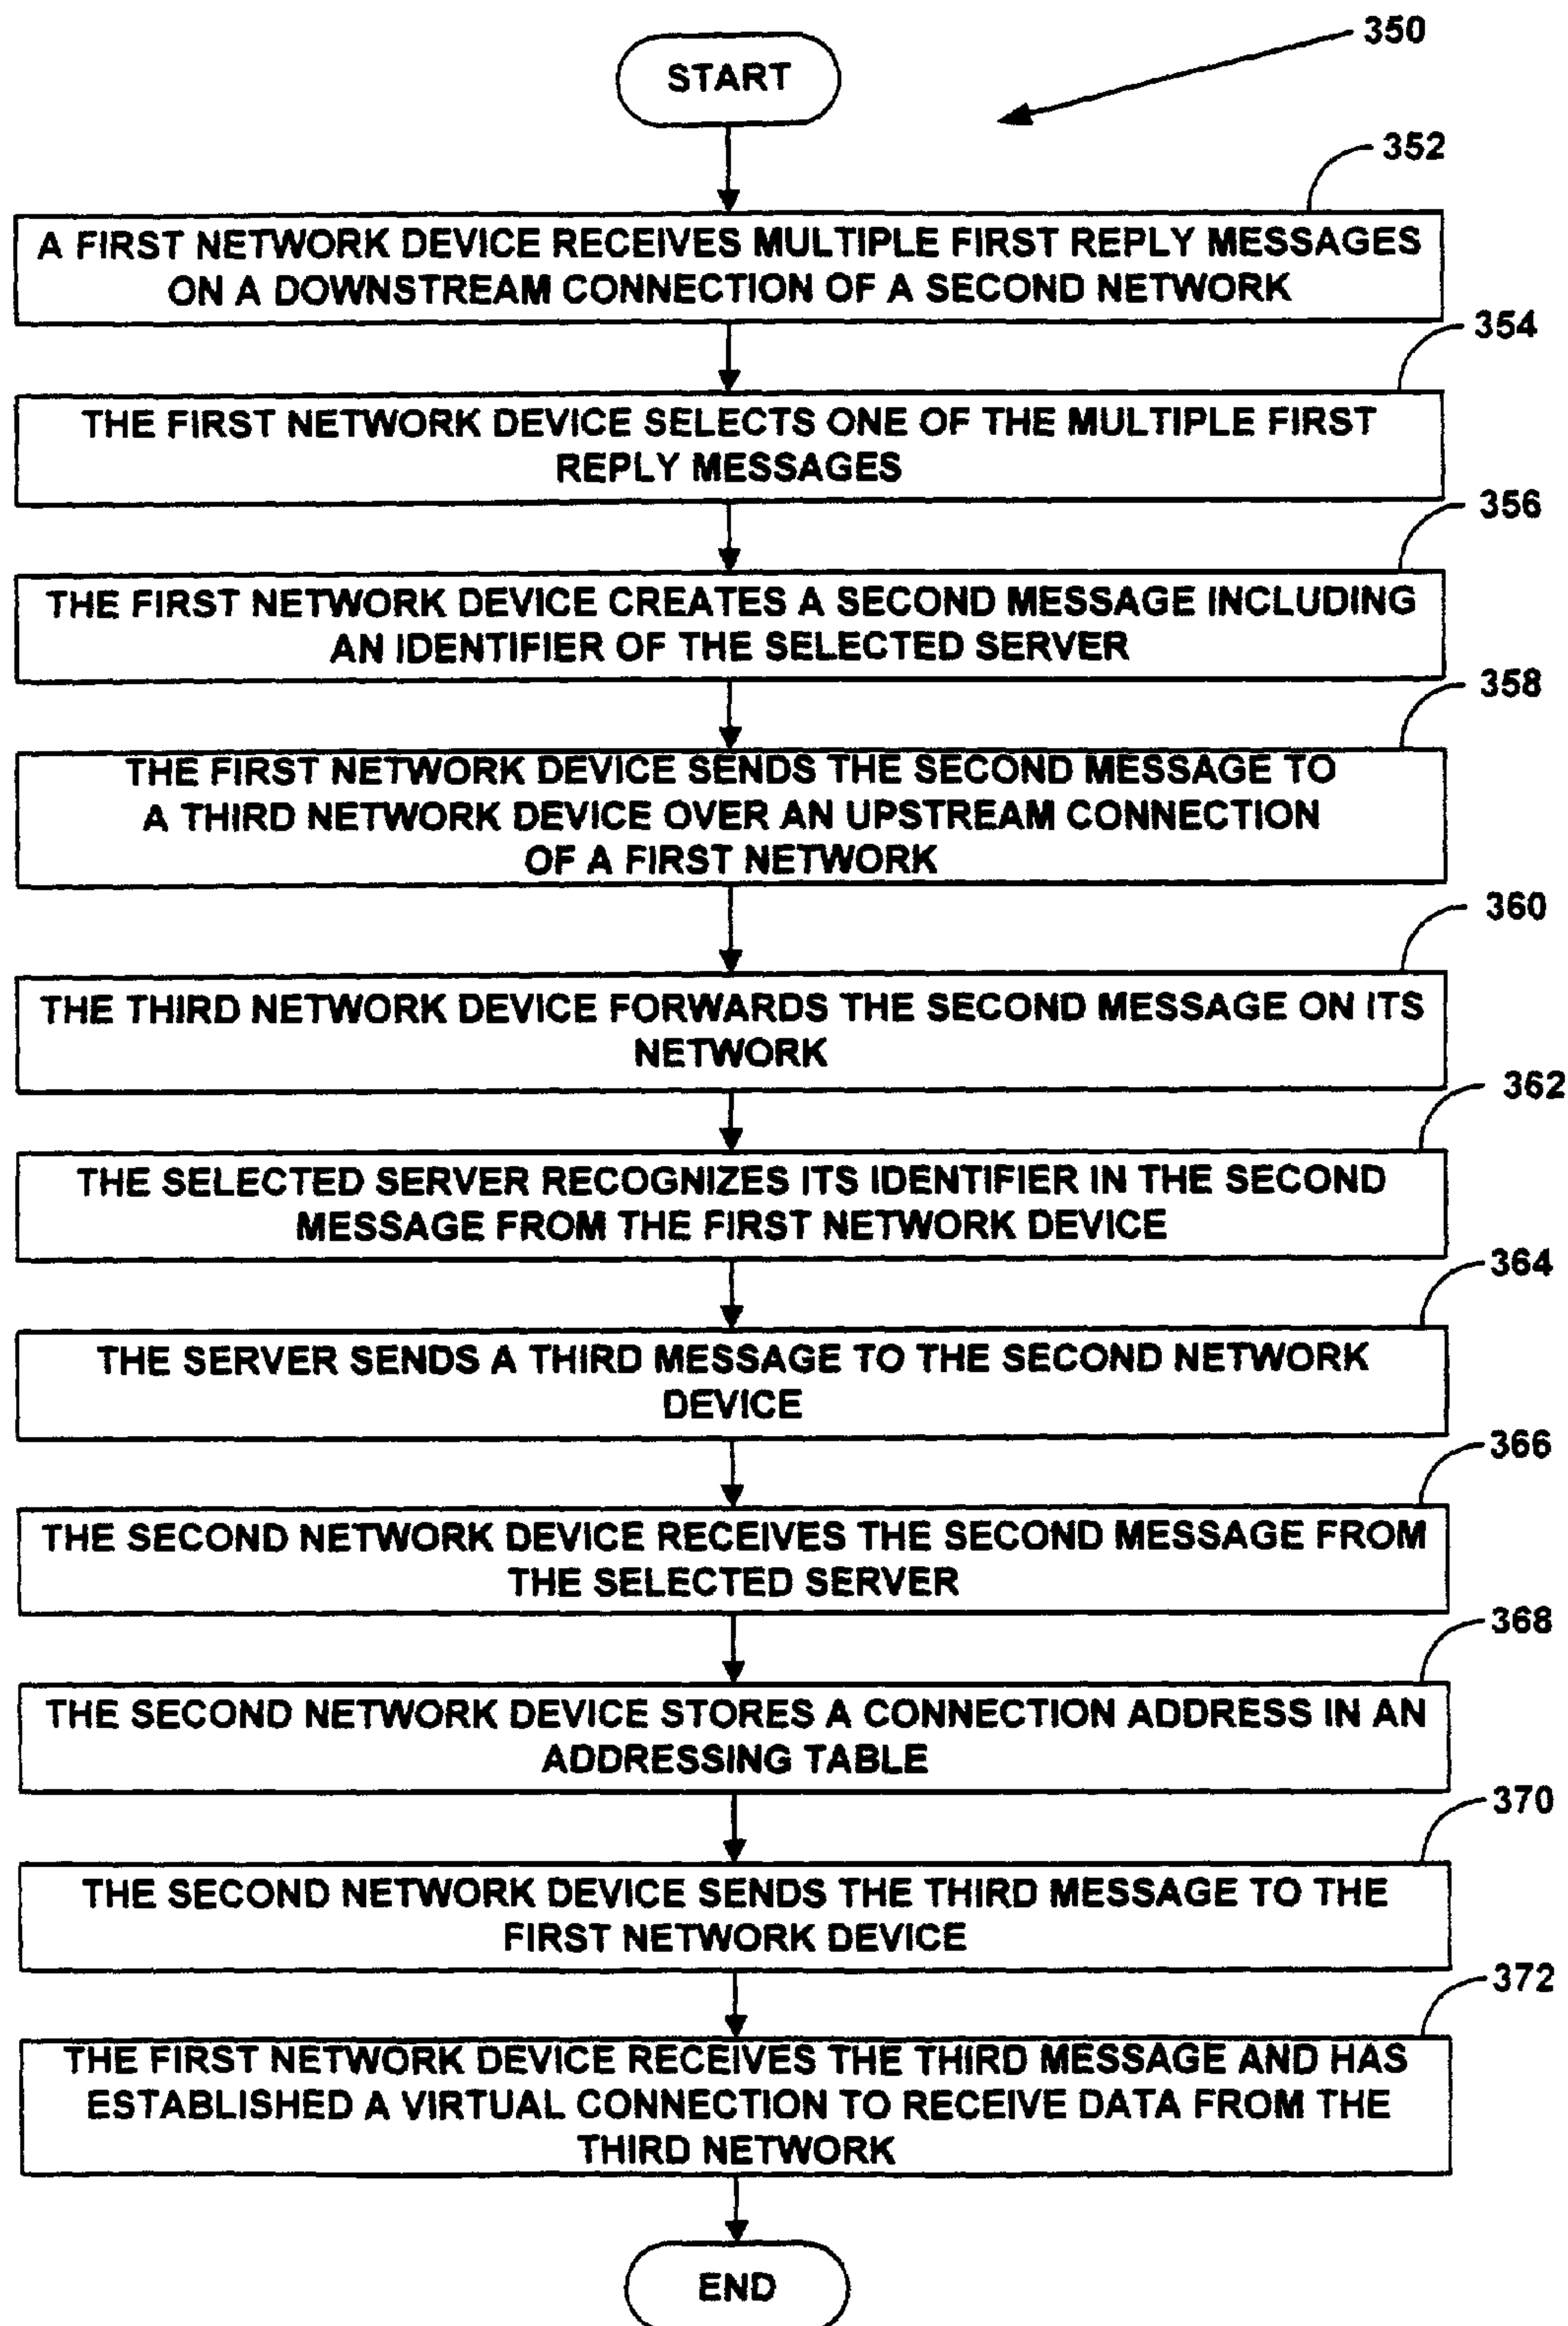 350
START
352
A FIRST NETWORK DEVICE RECEIVES MULTIPLE FIRST REPLY MESSAGES
ON A DOWNSTREAM CONNECTION OF A SECOND NETWORK
354
THE FIRST NETWORK DEVICE SELECTS ONE OF THE MULTIPLE FIRST
REPLY MESSAGES
356
THE FIRST NETWORK DEVICE CREATES A SECOND MESSAGE INCLUDING
AN IDENTIFIER OF THE SELECTED SERVER
358
THE FIRST NETWORK DEVICE SENDS THE SECOND MESSAGE TO
A THIRD NETWORK DEVICE OVER AN UPSTREAM CONNECTION
OF A FIRST NETWORK
360
THE THIRD NETWORK DEVICE FORWARDS THE SECOND MESSAGE ON ITS
NETWORK
362
THE SELECTED SERVER RECOGNIZES ITS IDENTIFIER IN THE SECOND
MESSAGE FROM THE FIRST NETWORK DEVICE
364
THE SERVER SENDS A THIRD MESSAGE TO THE SECOND NETWORK
DEVICE
366
THE SECOND NETWORK DEVICE RECEIVES THE SECOND MESSAGE FROM
THE SELECTED SERVER
368
THE SECOND NETWORK DEVICE STORES A CONNECTION ADDRESS IN AN
ADDRESSING TABLE
370
THE SECOND NETWORK DEVICE SENDS THE THIRD MESSAGE TO THE
FIRST NETWORK DEVICE
372
THE FIRST NETWORK DEVICE RECEIVES THE THIRD MESSAGE AND HAS
ESTABLISHED A VIRTUAL CONNECTION TO RECEIVE DATA FROM THE
THIRD NETWORK
END